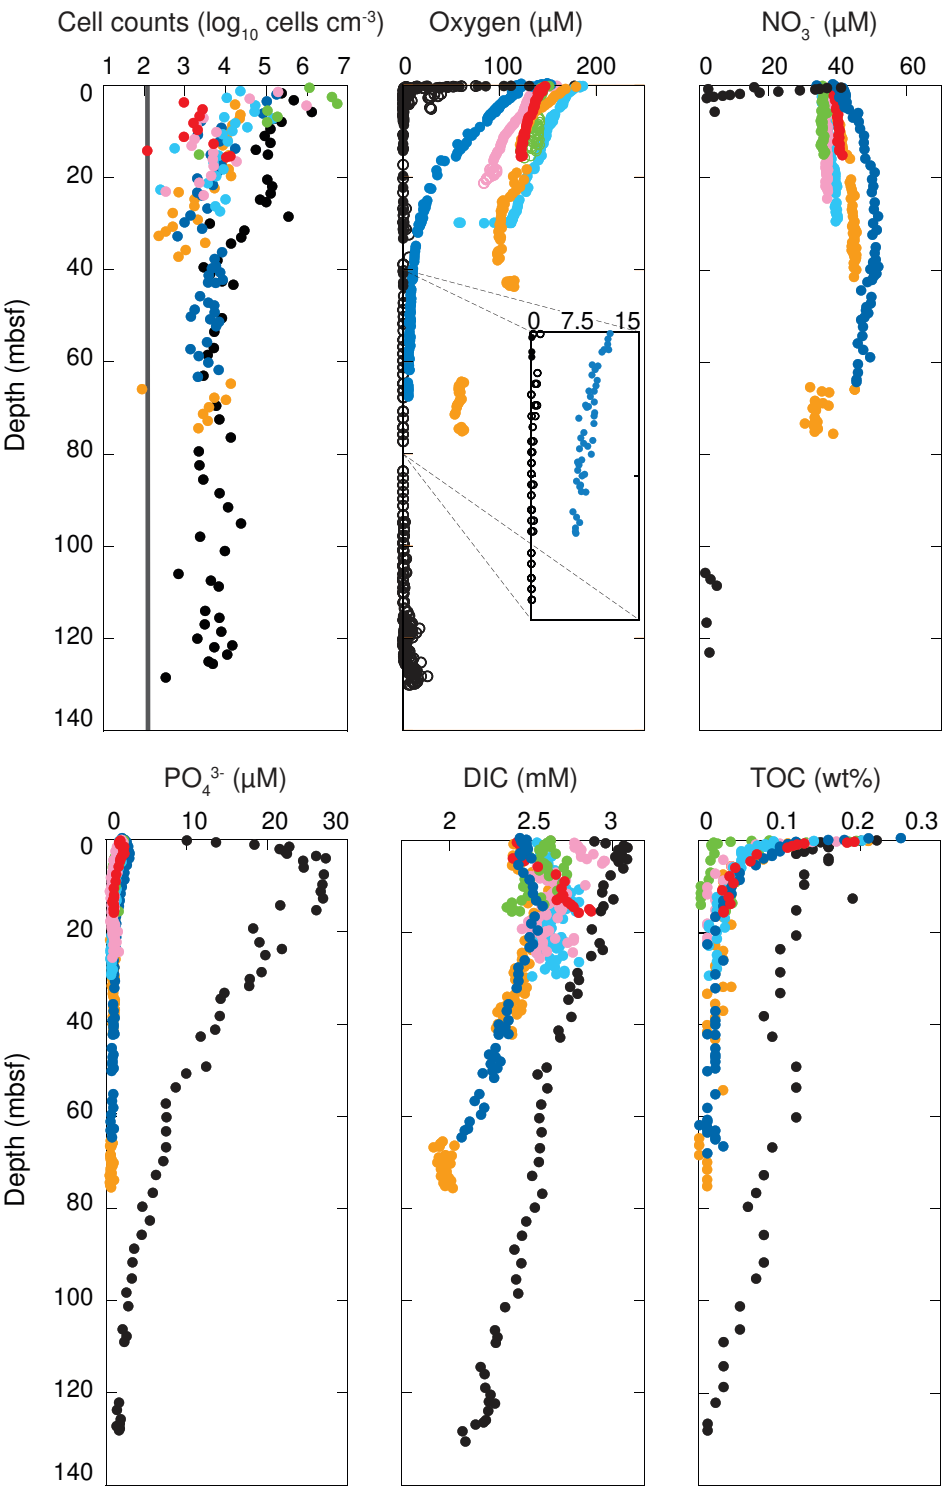 Cell counts (log10 cells cm-3)
Oxygen (µM)
NO3- (µM)
1 2 3 4 5 6 7
0 100 200
0 20 40 60
0
20
40
60
80
100
120
140
Depth (mbsf)
0 7.5 15
PO43- (µM)
DIC (mM)
TOC (wt%)
0 10 20 30
2 2.5 3
0 0.1 0.2 0.3
0
20
40
60
80
100
120
140
Depth (mbsf)